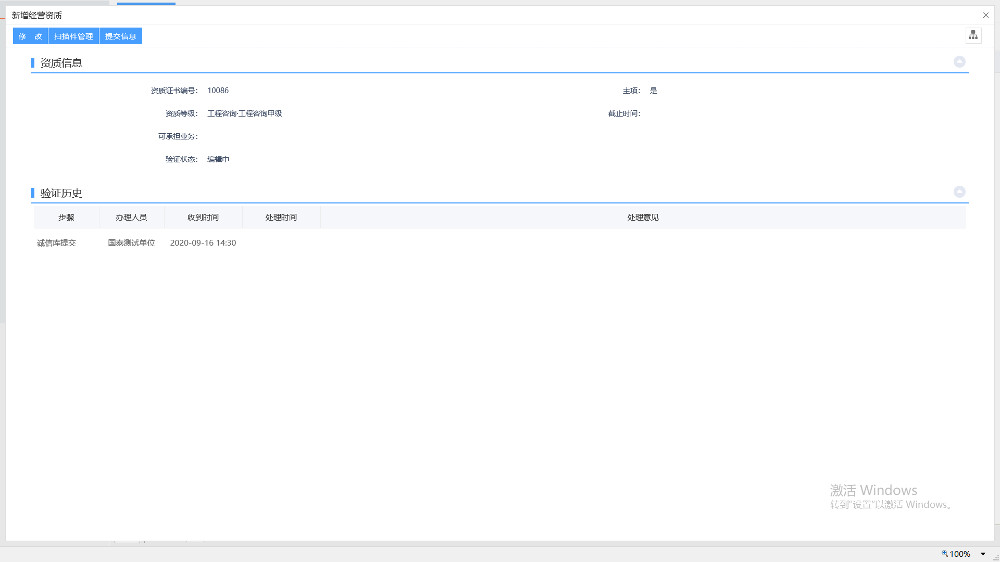 新增经营资质
修 改 扫描件管理 提交信息
资质信息
资质证书编号： 10086 主项： 是
资质等级： 工程咨询·工程咨询甲级 截止时间：
可承担业务：
验证状态： 编辑中
验证历史
步骤 办理人员 收到时间 处理时间 处理意见
诚信库提交 国泰测试单位 2020-09-16 14:30
激活 Windows
转到“设置”以激活 Windows。
100%